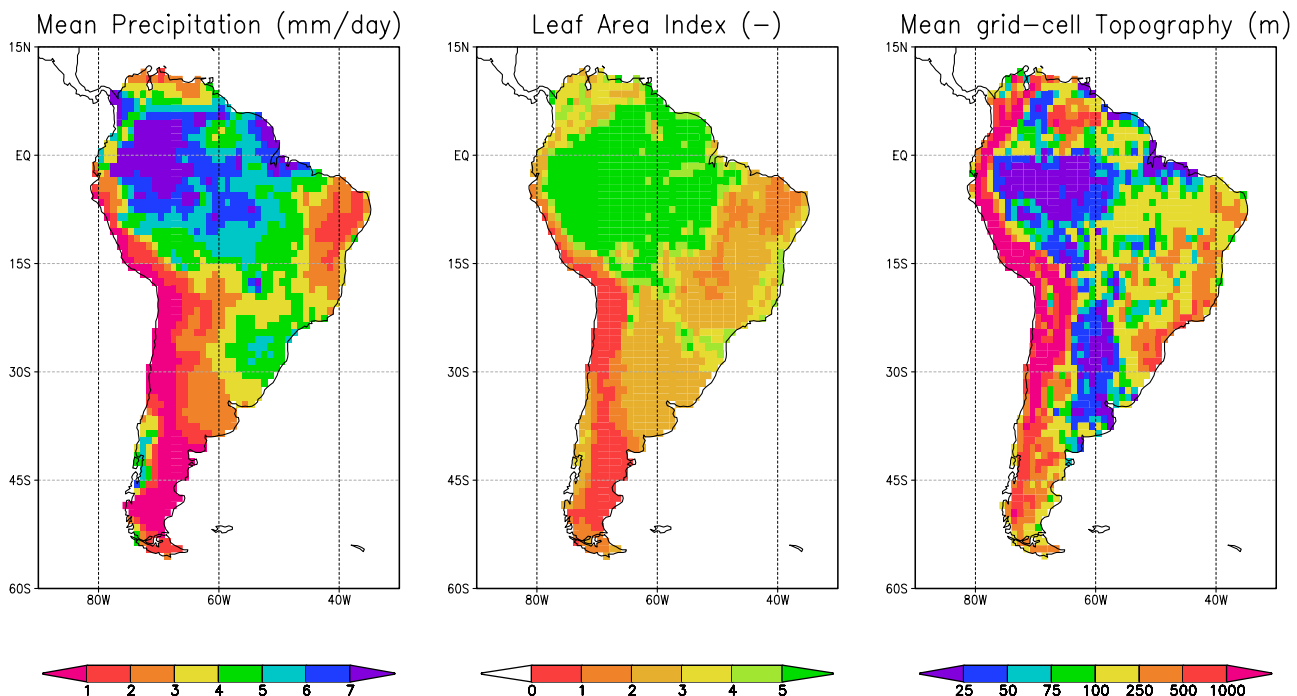 Mean Precipitation (mm/day) Leaf Area Index (−) Mean grid−cell Topography (m)
15N 15N 15N
EQ EQ EQ
15S 15S 15S
30S 30S 30S
45S 45S 45S
60S 60S 60S
80W 60W 40W 80W 60W 40W 80W 60W 40W
1 2 3 4 5 6 7 0 1 2 3 4 5 25 50 75 100 250 500 1000